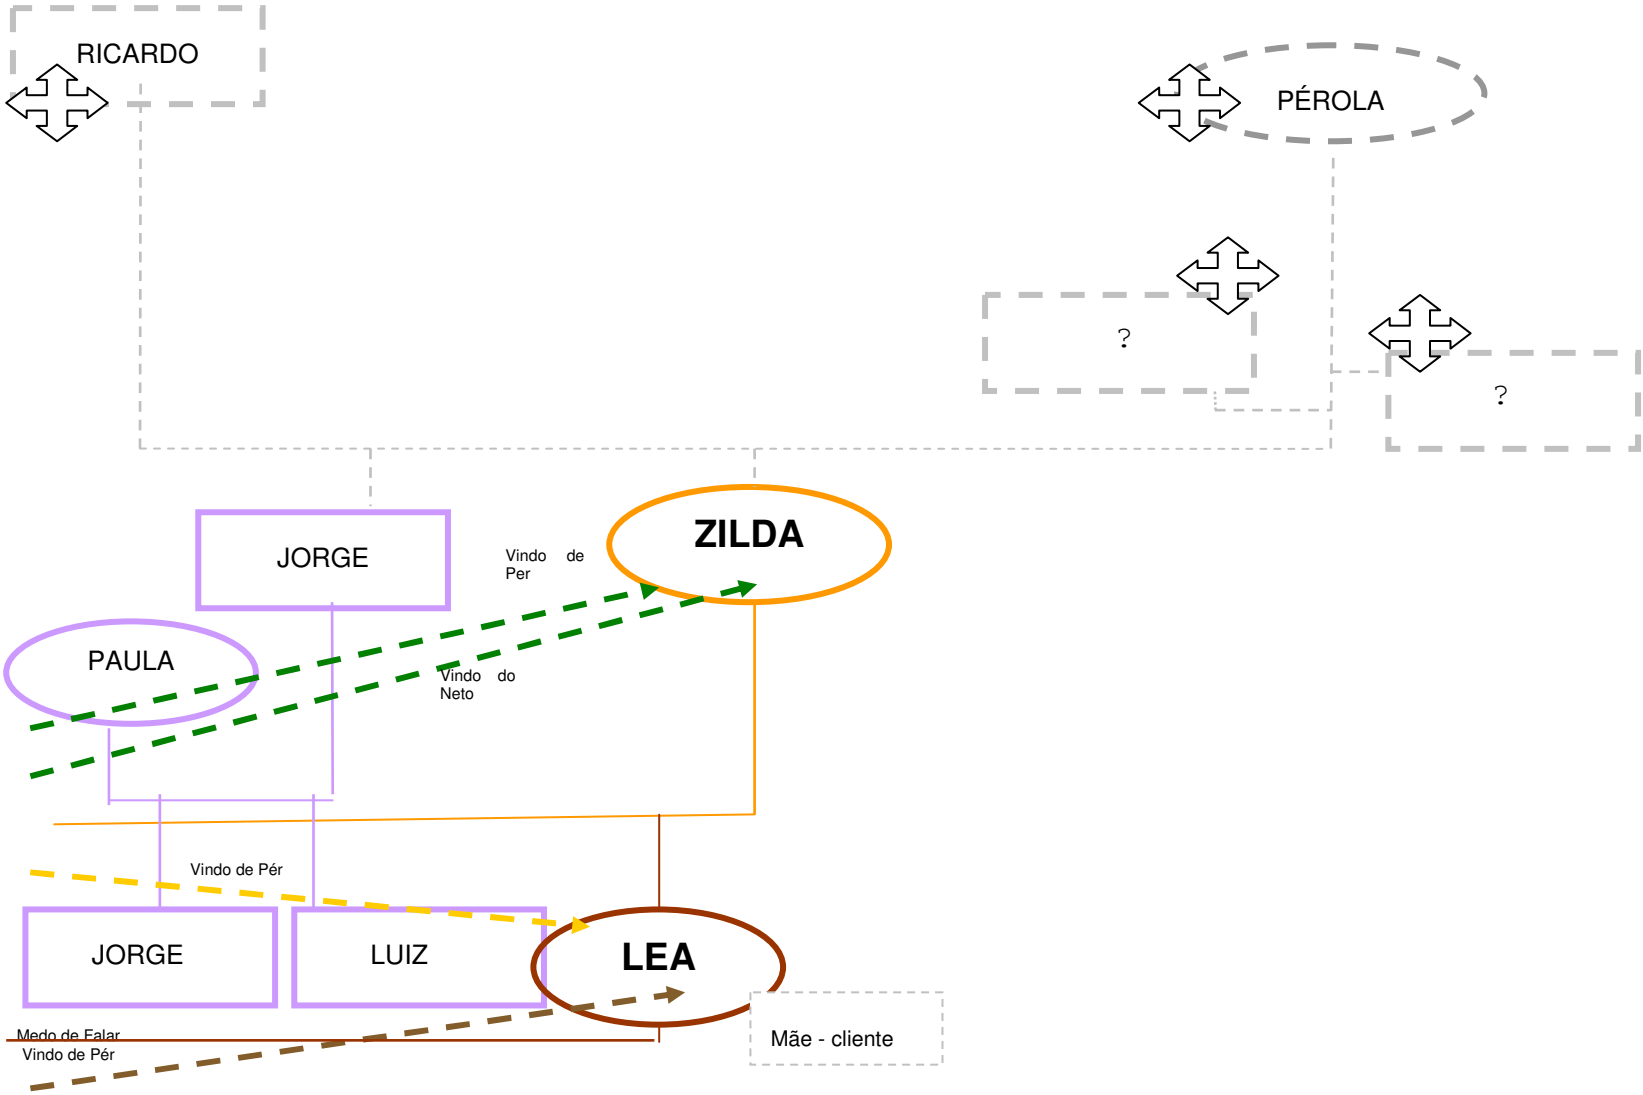 RICARDO
PÉROLA
?
?
JORGE
ZILDA
Vindo de
Per
PAULA
Vindo do
Neto
Vindo de Pér
JORGE
LUIZ
LEA
Medo de Falar
Vindo de Pér
Mãe - cliente